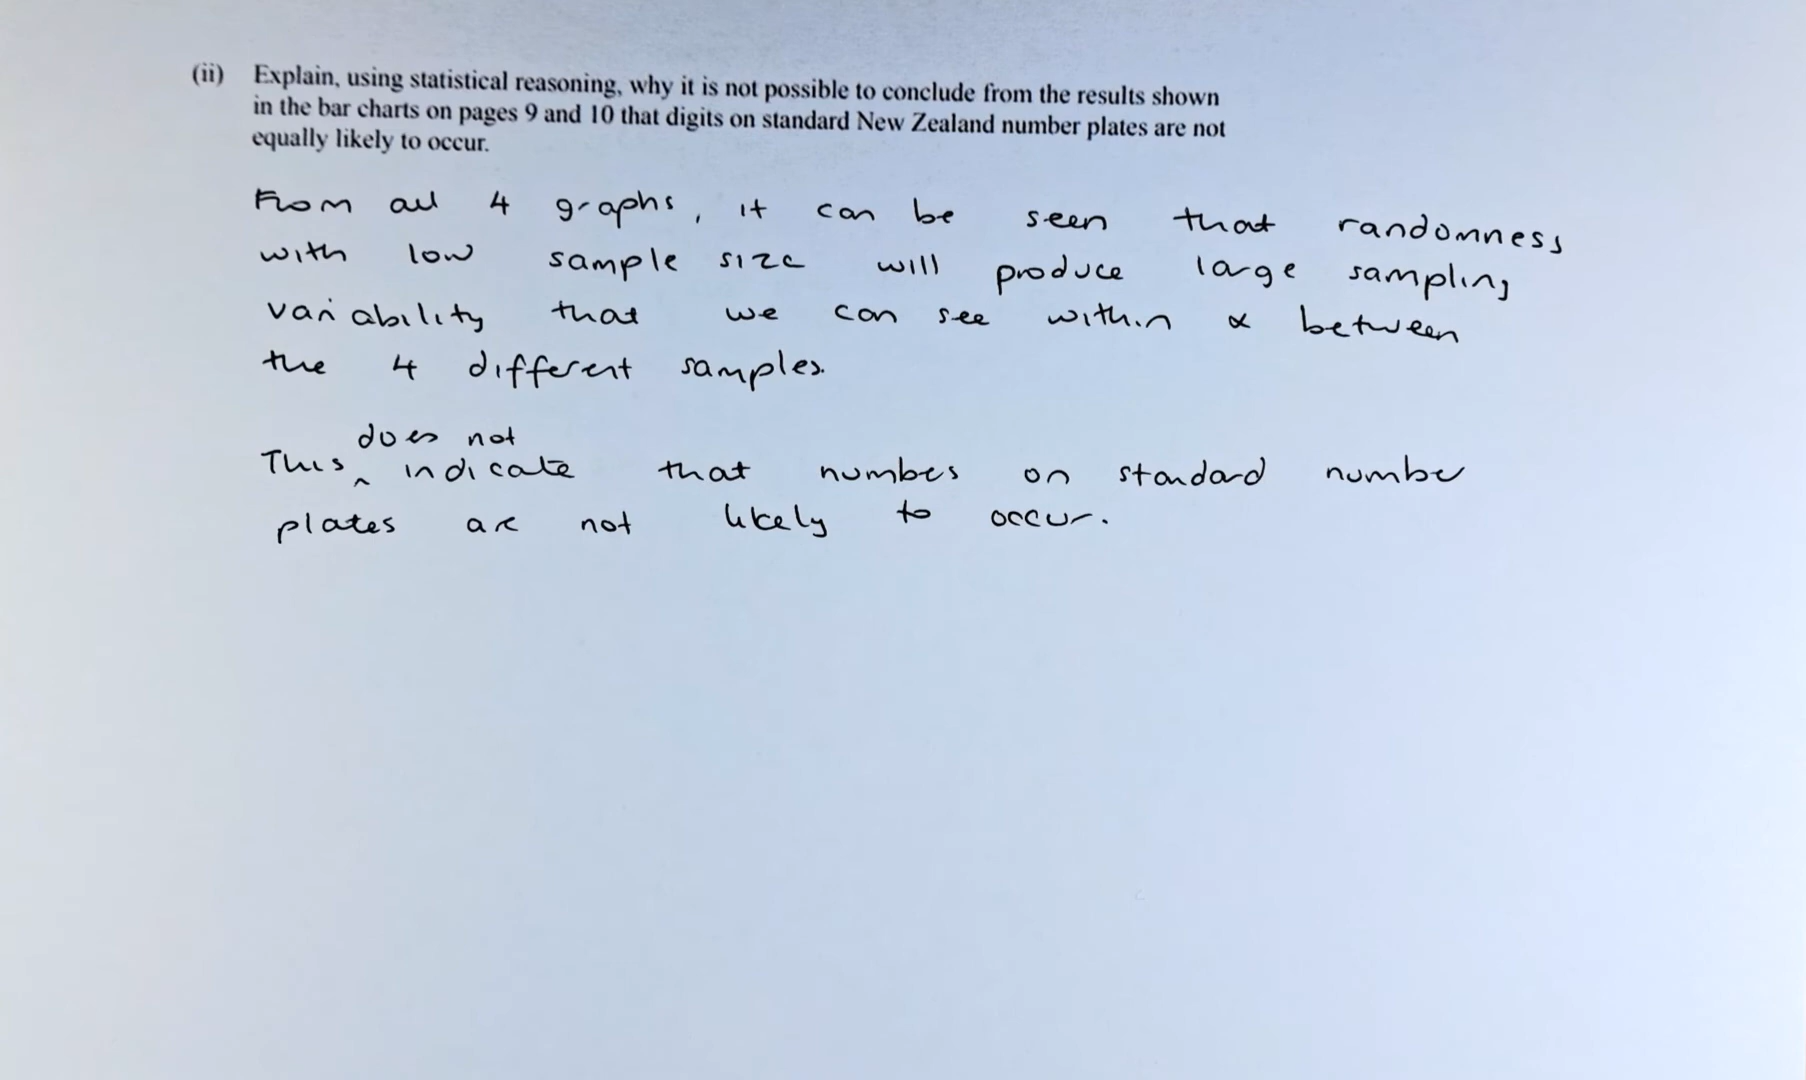 (ii) Explain, using statistical reasoning, why it is not possible to conclude from the results shown
in the bar charts on pages 9 and 10 that digits on standard New Zealand number plates are not
equally likely to occur.
From all 4 graphs, it can be seen that randomness
with low sample size will produce large sampling
variability that we can see within & between
the 4 different samples.
does not
This ^ indicate that numbes on standard numbe
plates are not likely to occur.